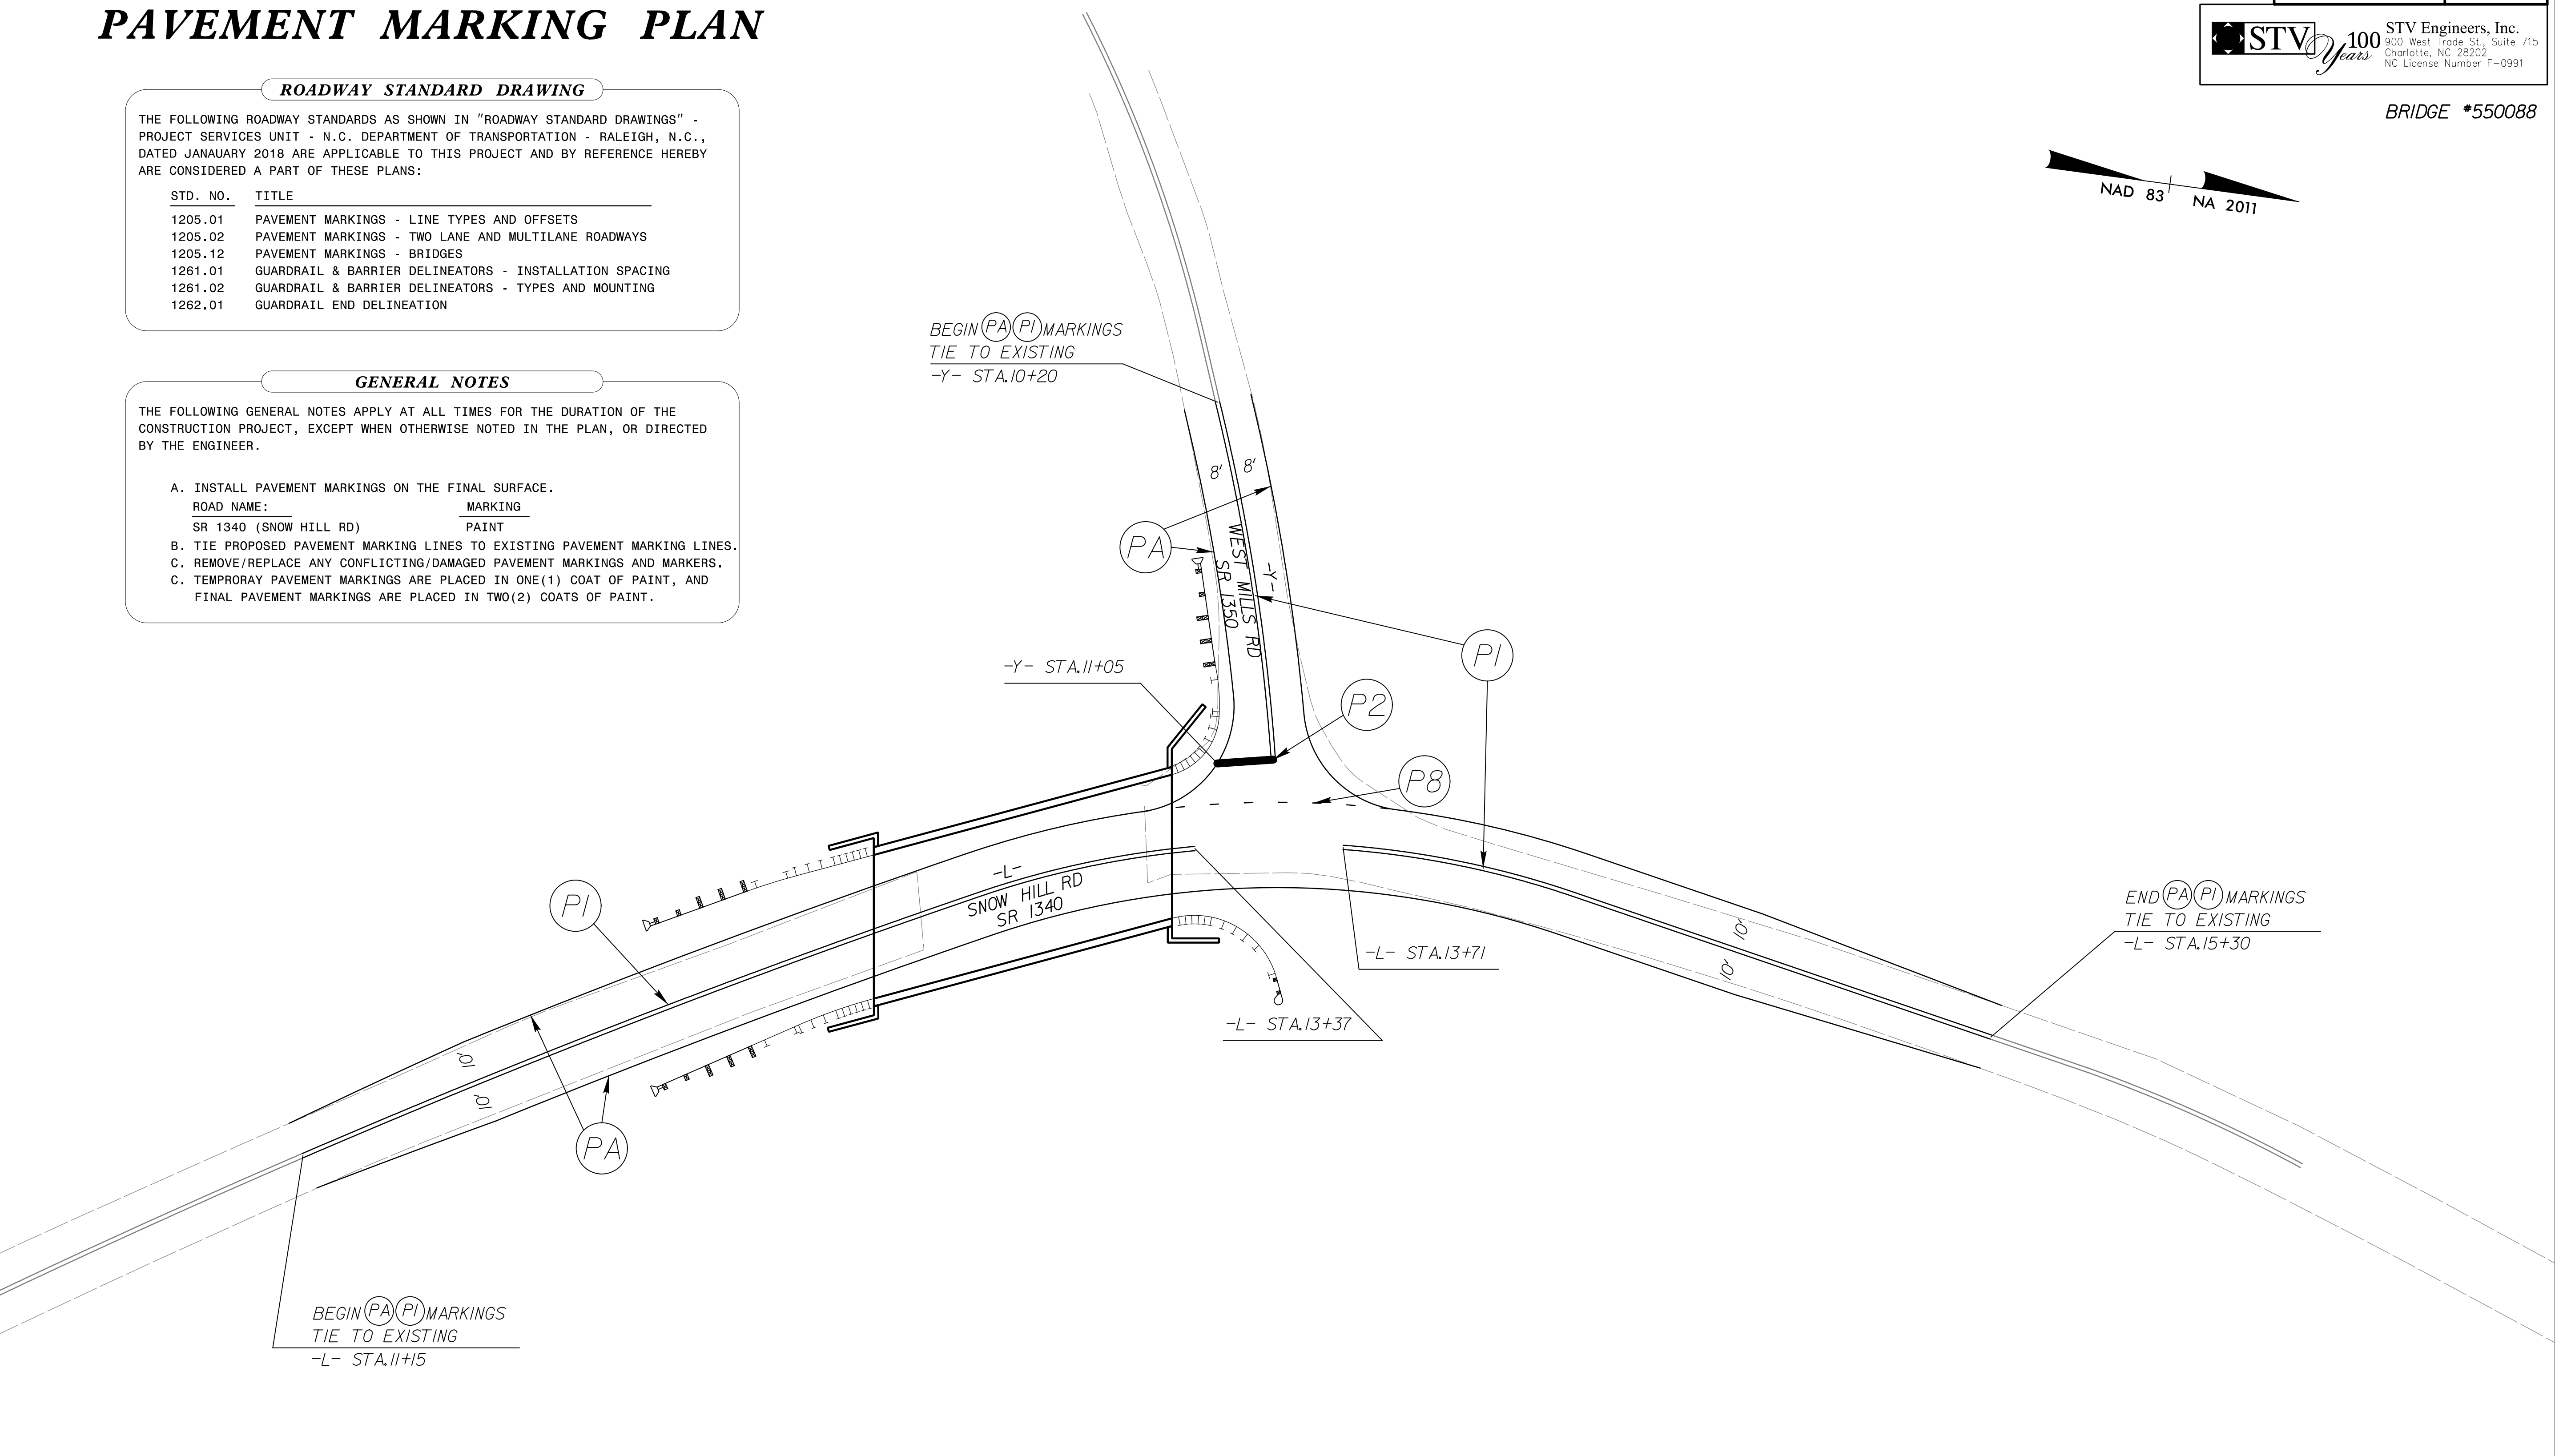 PAVEMENT MARKING PLAN
STV 100 Years
STV Engineers, Inc.
900 West Trade St., Suite 715
Charlotte, NC 28202
NC License Number F-0991
BRIDGE #550088
NAD 83 NA 2011
ROADWAY STANDARD DRAWING
THE FOLLOWING ROADWAY STANDARDS AS SHOWN IN "ROADWAY STANDARD DRAWINGS" -
PROJECT SERVICES UNIT - N.C. DEPARTMENT OF TRANSPORTATION - RALEIGH, N.C.,
DATED JANAUARY 2018 ARE APPLICABLE TO THIS PROJECT AND BY REFERENCE HEREBY
ARE CONSIDERED A PART OF THESE PLANS:
STD. NO. TITLE
1205.01 PAVEMENT MARKINGS - LINE TYPES AND OFFSETS
1205.02 PAVEMENT MARKINGS - TWO LANE AND MULTILANE ROADWAYS
1205.12 PAVEMENT MARKINGS - BRIDGES
1261.01 GUARDRAIL & BARRIER DELINEATORS - INSTALLATION SPACING
1261.02 GUARDRAIL & BARRIER DELINEATORS - TYPES AND MOUNTING
1262.01 GUARDRAIL END DELINEATION
GENERAL NOTES
THE FOLLOWING GENERAL NOTES APPLY AT ALL TIMES FOR THE DURATION OF THE
CONSTRUCTION PROJECT, EXCEPT WHEN OTHERWISE NOTED IN THE PLAN, OR DIRECTED
BY THE ENGINEER.
A. INSTALL PAVEMENT MARKINGS ON THE FINAL SURFACE.
ROAD NAME: MARKING
SR 1340 (SNOW HILL RD) PAINT
B. TIE PROPOSED PAVEMENT MARKING LINES TO EXISTING PAVEMENT MARKING LINES.
C. REMOVE/REPLACE ANY CONFLICTING/DAMAGED PAVEMENT MARKINGS AND MARKERS.
C. TEMPRORAY PAVEMENT MARKINGS ARE PLACED IN ONE(1) COAT OF PAINT, AND
FINAL PAVEMENT MARKINGS ARE PLACED IN TWO(2) COATS OF PAINT.
BEGIN PA PI MARKINGS
TIE TO EXISTING
-Y- STA.10+20
8' 8'
PA
WEST MILLS RD
SR 1350
-Y-
PI
-Y- STA.11+05
P2
P8
-L-
SNOW HILL RD
SR 1340
PI
PA
10'
10'
-L- STA.13+71
-L- STA.13+37
10'
10'
END PA PI MARKINGS
TIE TO EXISTING
-L- STA.15+30
BEGIN PA PI MARKINGS
TIE TO EXISTING
-L- STA.11+15